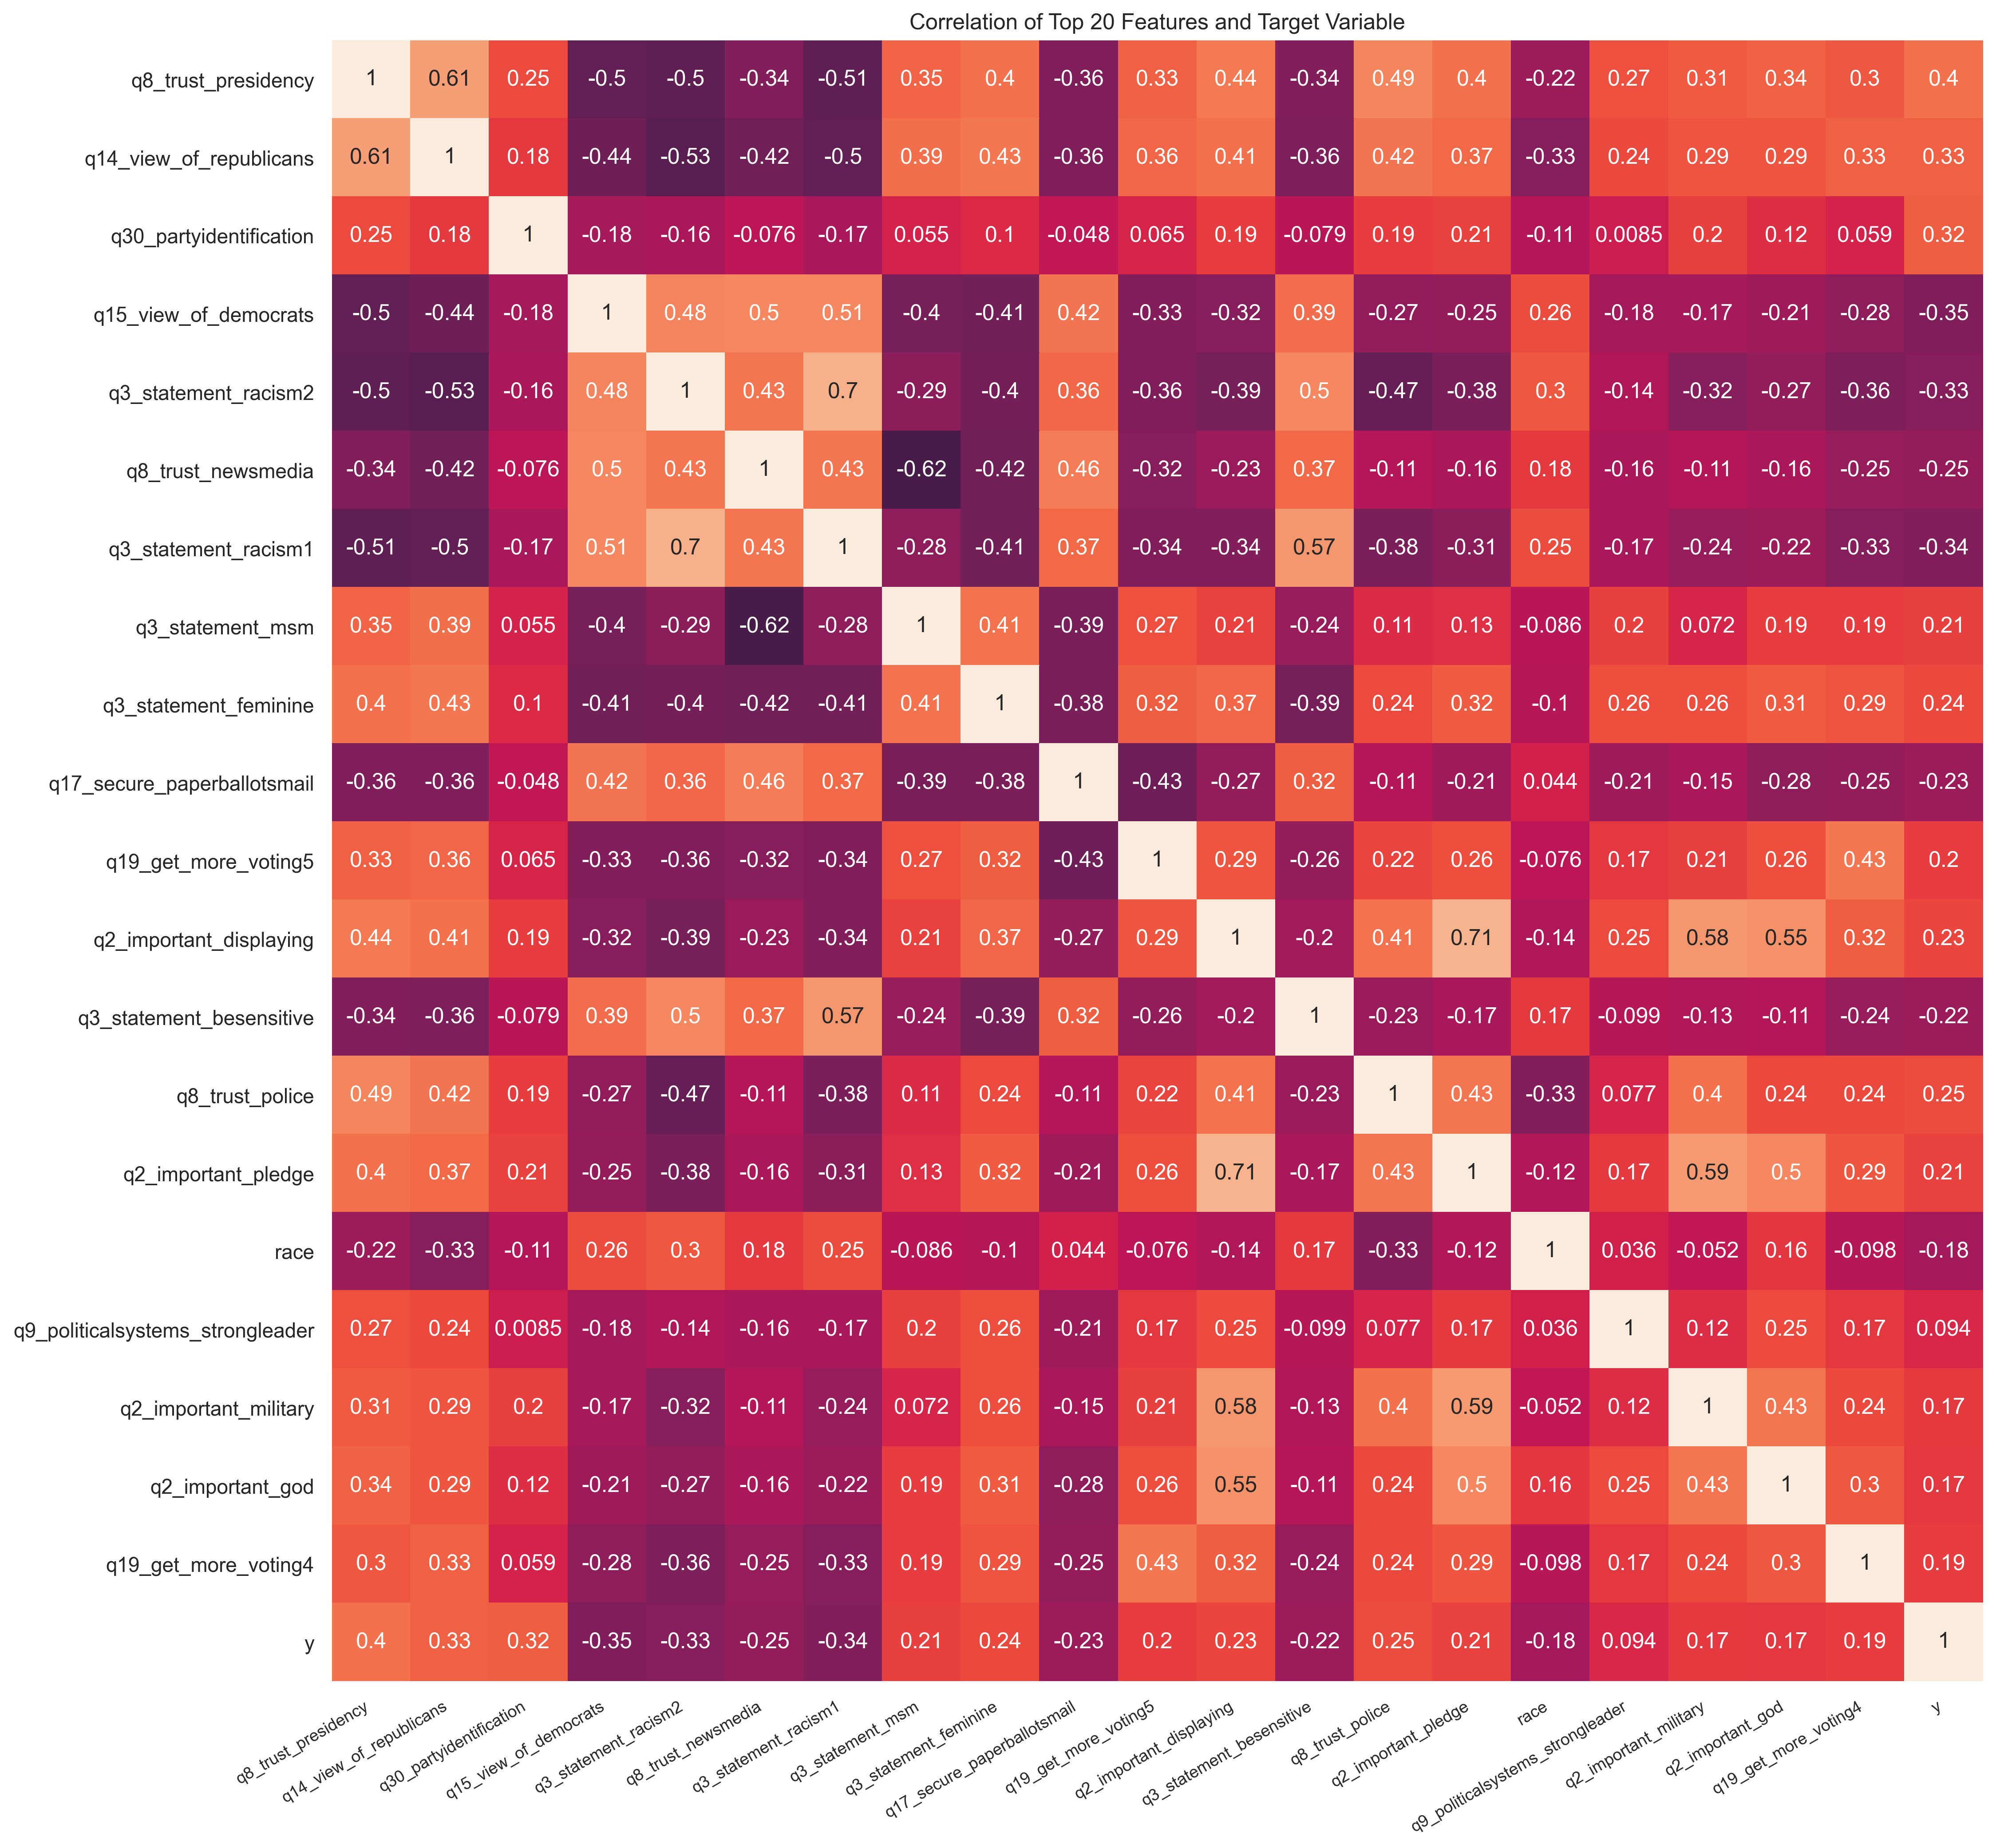 Correlation of Top 20 Features and Target Variable
q8_trust_presidency 1 0.61 0.25 -0.5 -0.5 -0.34 -0.51 0.35 0.4 -0.36 0.33 0.44 -0.34 0.49 0.4 -0.22 0.27 0.31 0.34 0.3 0.4
q14_view_of_republicans 0.61 1 0.18 -0.44 -0.53 -0.42 -0.5 0.39 0.43 -0.36 0.36 0.41 -0.36 0.42 0.37 -0.33 0.24 0.29 0.29 0.33 0.33
q30_partyidentification 0.25 0.18 1 -0.18 -0.16 -0.076 -0.17 0.055 0.1 -0.048 0.065 0.19 -0.079 0.19 0.21 -0.11 0.0085 0.2 0.12 0.059 0.32
q15_view_of_democrats -0.5 -0.44 -0.18 1 0.48 0.5 0.51 -0.4 -0.41 0.42 -0.33 -0.32 0.39 -0.27 -0.25 0.26 -0.18 -0.17 -0.21 -0.28 -0.35
q3_statement_racism2 -0.5 -0.53 -0.16 0.48 1 0.43 0.7 -0.29 -0.4 0.36 -0.36 -0.39 0.5 -0.47 -0.38 0.3 -0.14 -0.32 -0.27 -0.36 -0.33
q8_trust_newsmedia -0.34 -0.42 -0.076 0.5 0.43 1 0.43 -0.62 -0.42 0.46 -0.32 -0.23 0.37 -0.11 -0.16 0.18 -0.16 -0.11 -0.16 -0.25 -0.25
q3_statement_racism1 -0.51 -0.5 -0.17 0.51 0.7 0.43 1 -0.28 -0.41 0.37 -0.34 -0.34 0.57 -0.38 -0.31 0.25 -0.17 -0.24 -0.22 -0.33 -0.34
q3_statement_msm 0.35 0.39 0.055 -0.4 -0.29 -0.62 -0.28 1 0.41 -0.39 0.27 0.21 -0.24 0.11 0.13 -0.086 0.2 0.072 0.19 0.19 0.21
q3_statement_feminine 0.4 0.43 0.1 -0.41 -0.4 -0.42 -0.41 0.41 1 -0.38 0.32 0.37 -0.39 0.24 0.32 -0.1 0.26 0.26 0.31 0.29 0.24
q17_secure_paperballotsmail -0.36 -0.36 -0.048 0.42 0.36 0.46 0.37 -0.39 -0.38 1 -0.43 -0.27 0.32 -0.11 -0.21 0.044 -0.21 -0.15 -0.28 -0.25 -0.23
q19_get_more_voting5 0.33 0.36 0.065 -0.33 -0.36 -0.32 -0.34 0.27 0.32 -0.43 1 0.29 -0.26 0.22 0.26 -0.076 0.17 0.21 0.26 0.43 0.2
q2_important_displaying 0.44 0.41 0.19 -0.32 -0.39 -0.23 -0.34 0.21 0.37 -0.27 0.29 1 -0.2 0.41 0.71 -0.14 0.25 0.58 0.55 0.32 0.23
q3_statement_besensitive -0.34 -0.36 -0.079 0.39 0.5 0.37 0.57 -0.24 -0.39 0.32 -0.26 -0.2 1 -0.23 -0.17 0.17 -0.099 -0.13 -0.11 -0.24 -0.22
q8_trust_police 0.49 0.42 0.19 -0.27 -0.47 -0.11 -0.38 0.11 0.24 -0.11 0.22 0.41 -0.23 1 0.43 -0.33 0.077 0.4 0.24 0.24 0.25
q2_important_pledge 0.4 0.37 0.21 -0.25 -0.38 -0.16 -0.31 0.13 0.32 -0.21 0.26 0.71 -0.17 0.43 1 -0.12 0.17 0.59 0.5 0.29 0.21
race -0.22 -0.33 -0.11 0.26 0.3 0.18 0.25 -0.086 -0.1 0.044 -0.076 -0.14 0.17 -0.33 -0.12 1 0.036 -0.052 0.16 -0.098 -0.18
q9_politicalsystems_strongleader 0.27 0.24 0.0085 -0.18 -0.14 -0.16 -0.17 0.2 0.26 -0.21 0.17 0.25 -0.099 0.077 0.17 0.036 1 0.12 0.25 0.17 0.094
q2_important_military 0.31 0.29 0.2 -0.17 -0.32 -0.11 -0.24 0.072 0.26 -0.15 0.21 0.58 -0.13 0.4 0.59 -0.052 0.12 1 0.43 0.24 0.17
q2_important_god 0.34 0.29 0.12 -0.21 -0.27 -0.16 -0.22 0.19 0.31 -0.28 0.26 0.55 -0.11 0.24 0.5 0.16 0.25 0.43 1 0.3 0.17
q19_get_more_voting4 0.3 0.33 0.059 -0.28 -0.36 -0.25 -0.33 0.19 0.29 -0.25 0.43 0.32 -0.24 0.24 0.29 -0.098 0.17 0.24 0.3 1 0.19
y 0.4 0.33 0.32 -0.35 -0.33 -0.25 -0.34 0.21 0.24 -0.23 0.2 0.23 -0.22 0.25 0.21 -0.18 0.094 0.17 0.17 0.19 1
q8_trust_presidency
q14_view_of_republicans
q30_partyidentification
q15_view_of_democrats
q3_statement_racism2
q8_trust_newsmedia
q3_statement_racism1
q3_statement_msm
q3_statement_feminine
q17_secure_paperballotsmail
q19_get_more_voting5
q2_important_displaying
q3_statement_besensitive
q8_trust_police
q2_important_pledge
race
q9_politicalsystems_strongleader
q2_important_military
q2_important_god
q19_get_more_voting4
y